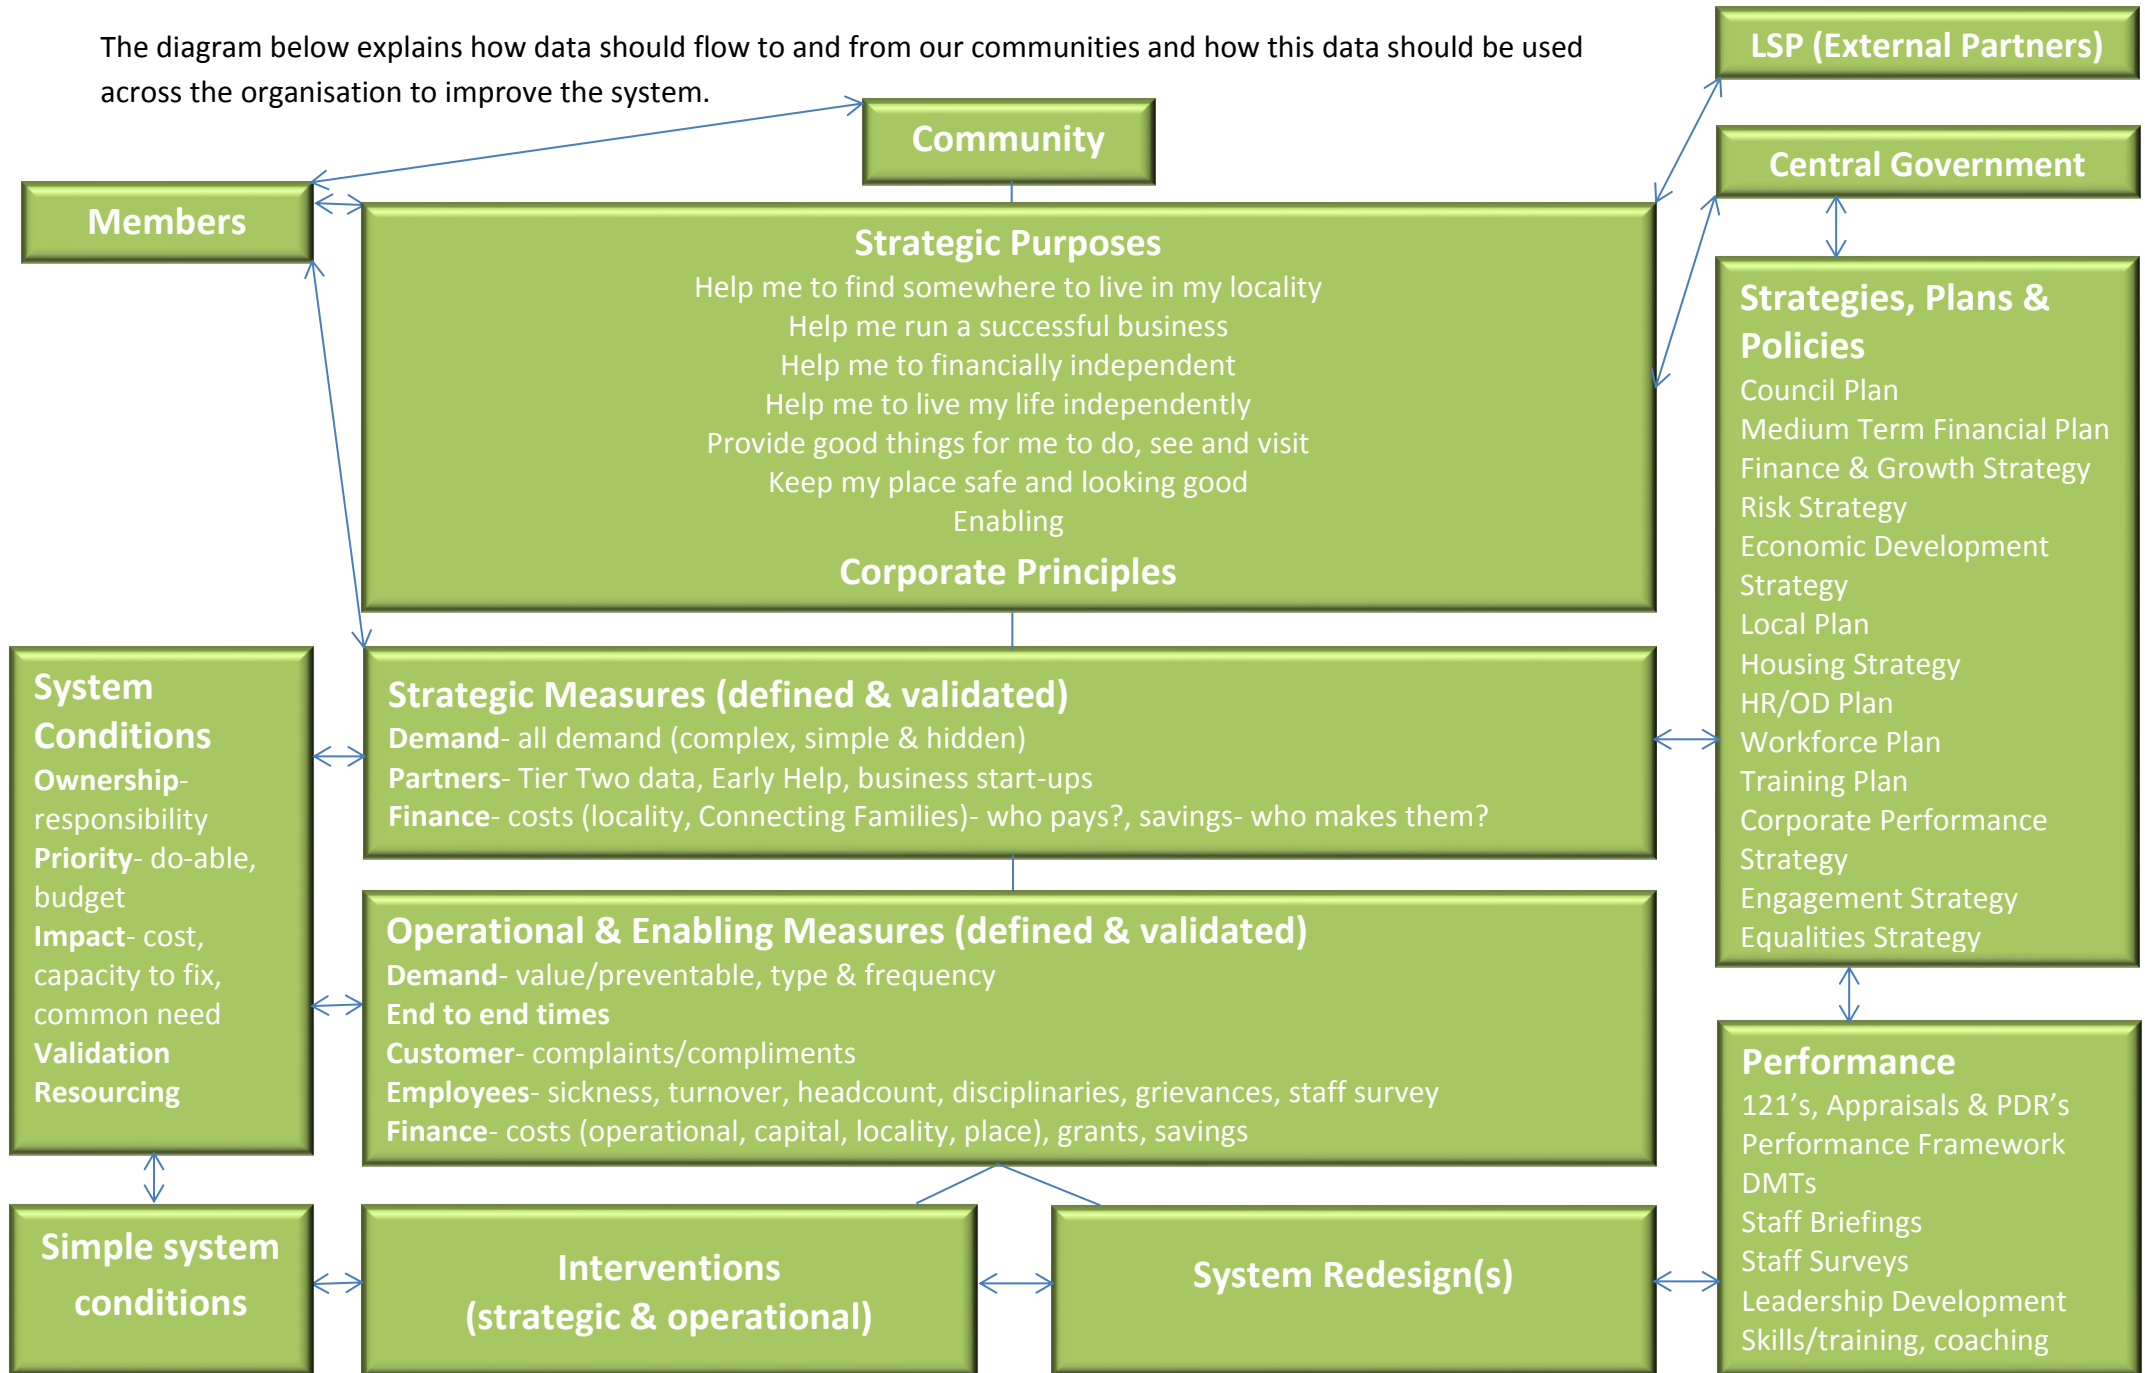 The diagram below explains how data should flow to and from our communities and how this data should be used
across the organisation to improve the system.
LSP (External Partners)
Community
Central Government
Members
Strategic Purposes
Help me to find somewhere to live in my locality
Help me run a successful business
Help me to financially independent
Help me to live my life independently
Provide good things for me to do, see and visit
Keep my place safe and looking good
Enabling
Corporate Principles
Strategies, Plans &
Policies
Council Plan
Medium Term Financial Plan
Finance & Growth Strategy
Risk Strategy
Economic Development
Strategy
Local Plan
Housing Strategy
HR/OD Plan
Workforce Plan
Training Plan
Corporate Performance
Strategy
Engagement Strategy
Equalities Strategy
System
Conditions
Ownership-
responsibility
Priority- do-able,
budget
Impact- cost,
capacity to fix,
common need
Validation
Resourcing
Strategic Measures (defined & validated)
Demand- all demand (complex, simple & hidden)
Partners- Tier Two data, Early Help, business start-ups
Finance- costs (locality, Connecting Families)- who pays?, savings- who makes them?
Operational & Enabling Measures (defined & validated)
Demand- value/preventable, type & frequency
End to end times
Customer- complaints/compliments
Employees- sickness, turnover, headcount, disciplinaries, grievances, staff survey
Finance- costs (operational, capital, locality, place), grants, savings
Performance
121's, Appraisals & PDR's
Performance Framework
DMTs
Staff Briefings
Staff Surveys
Leadership Development
Skills/training, coaching
Simple system
conditions
Interventions
(strategic & operational)
System Redesign(s)